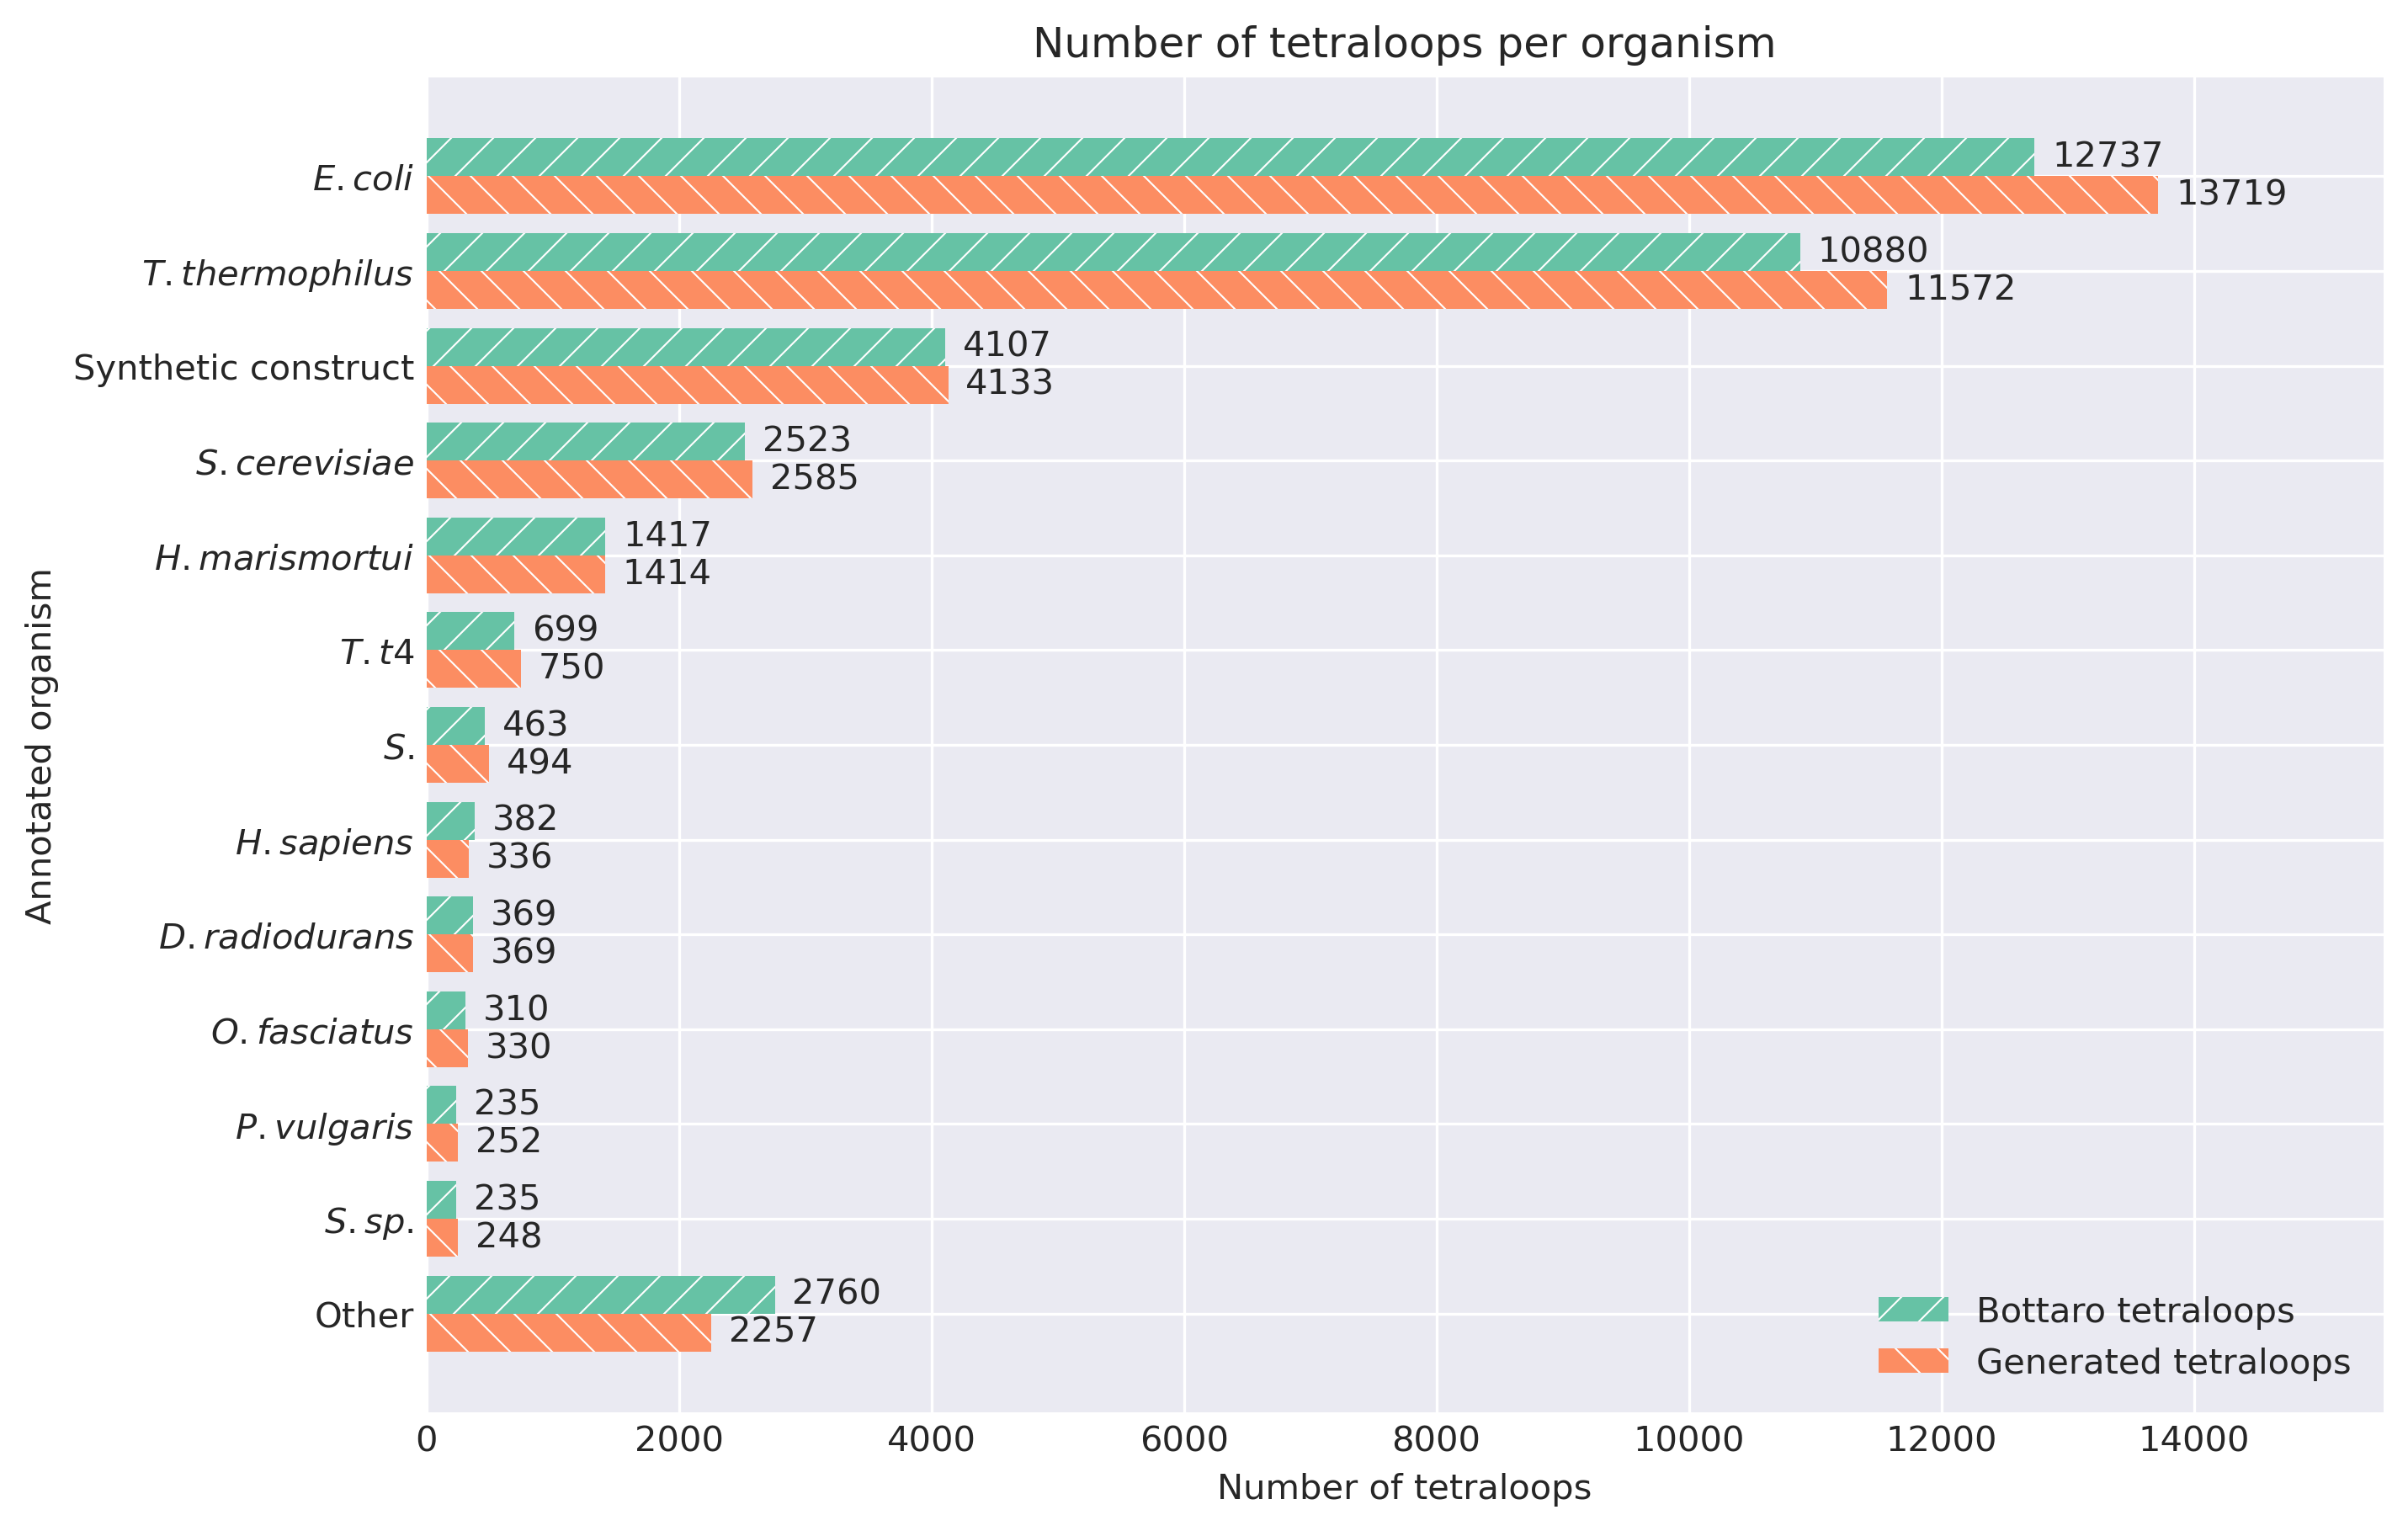 Number of tetraloops per organism
E. coli
12737
13719
T. thermophilus
10880
11572
Synthetic construct
4107
4133
S. cerevisiae
2523
2585
H. marismortui
1417
1414
T. t4
699
750
S.
463
494
H. sapiens
382
336
D. radiodurans
369
369
O. fasciatus
310
330
P. vulgaris
235
252
S. sp.
235
248
Other
2760
2257
Annotated organism
Bottaro tetraloops
Generated tetraloops
0 2000 4000 6000 8000 10000 12000 14000
Number of tetraloops